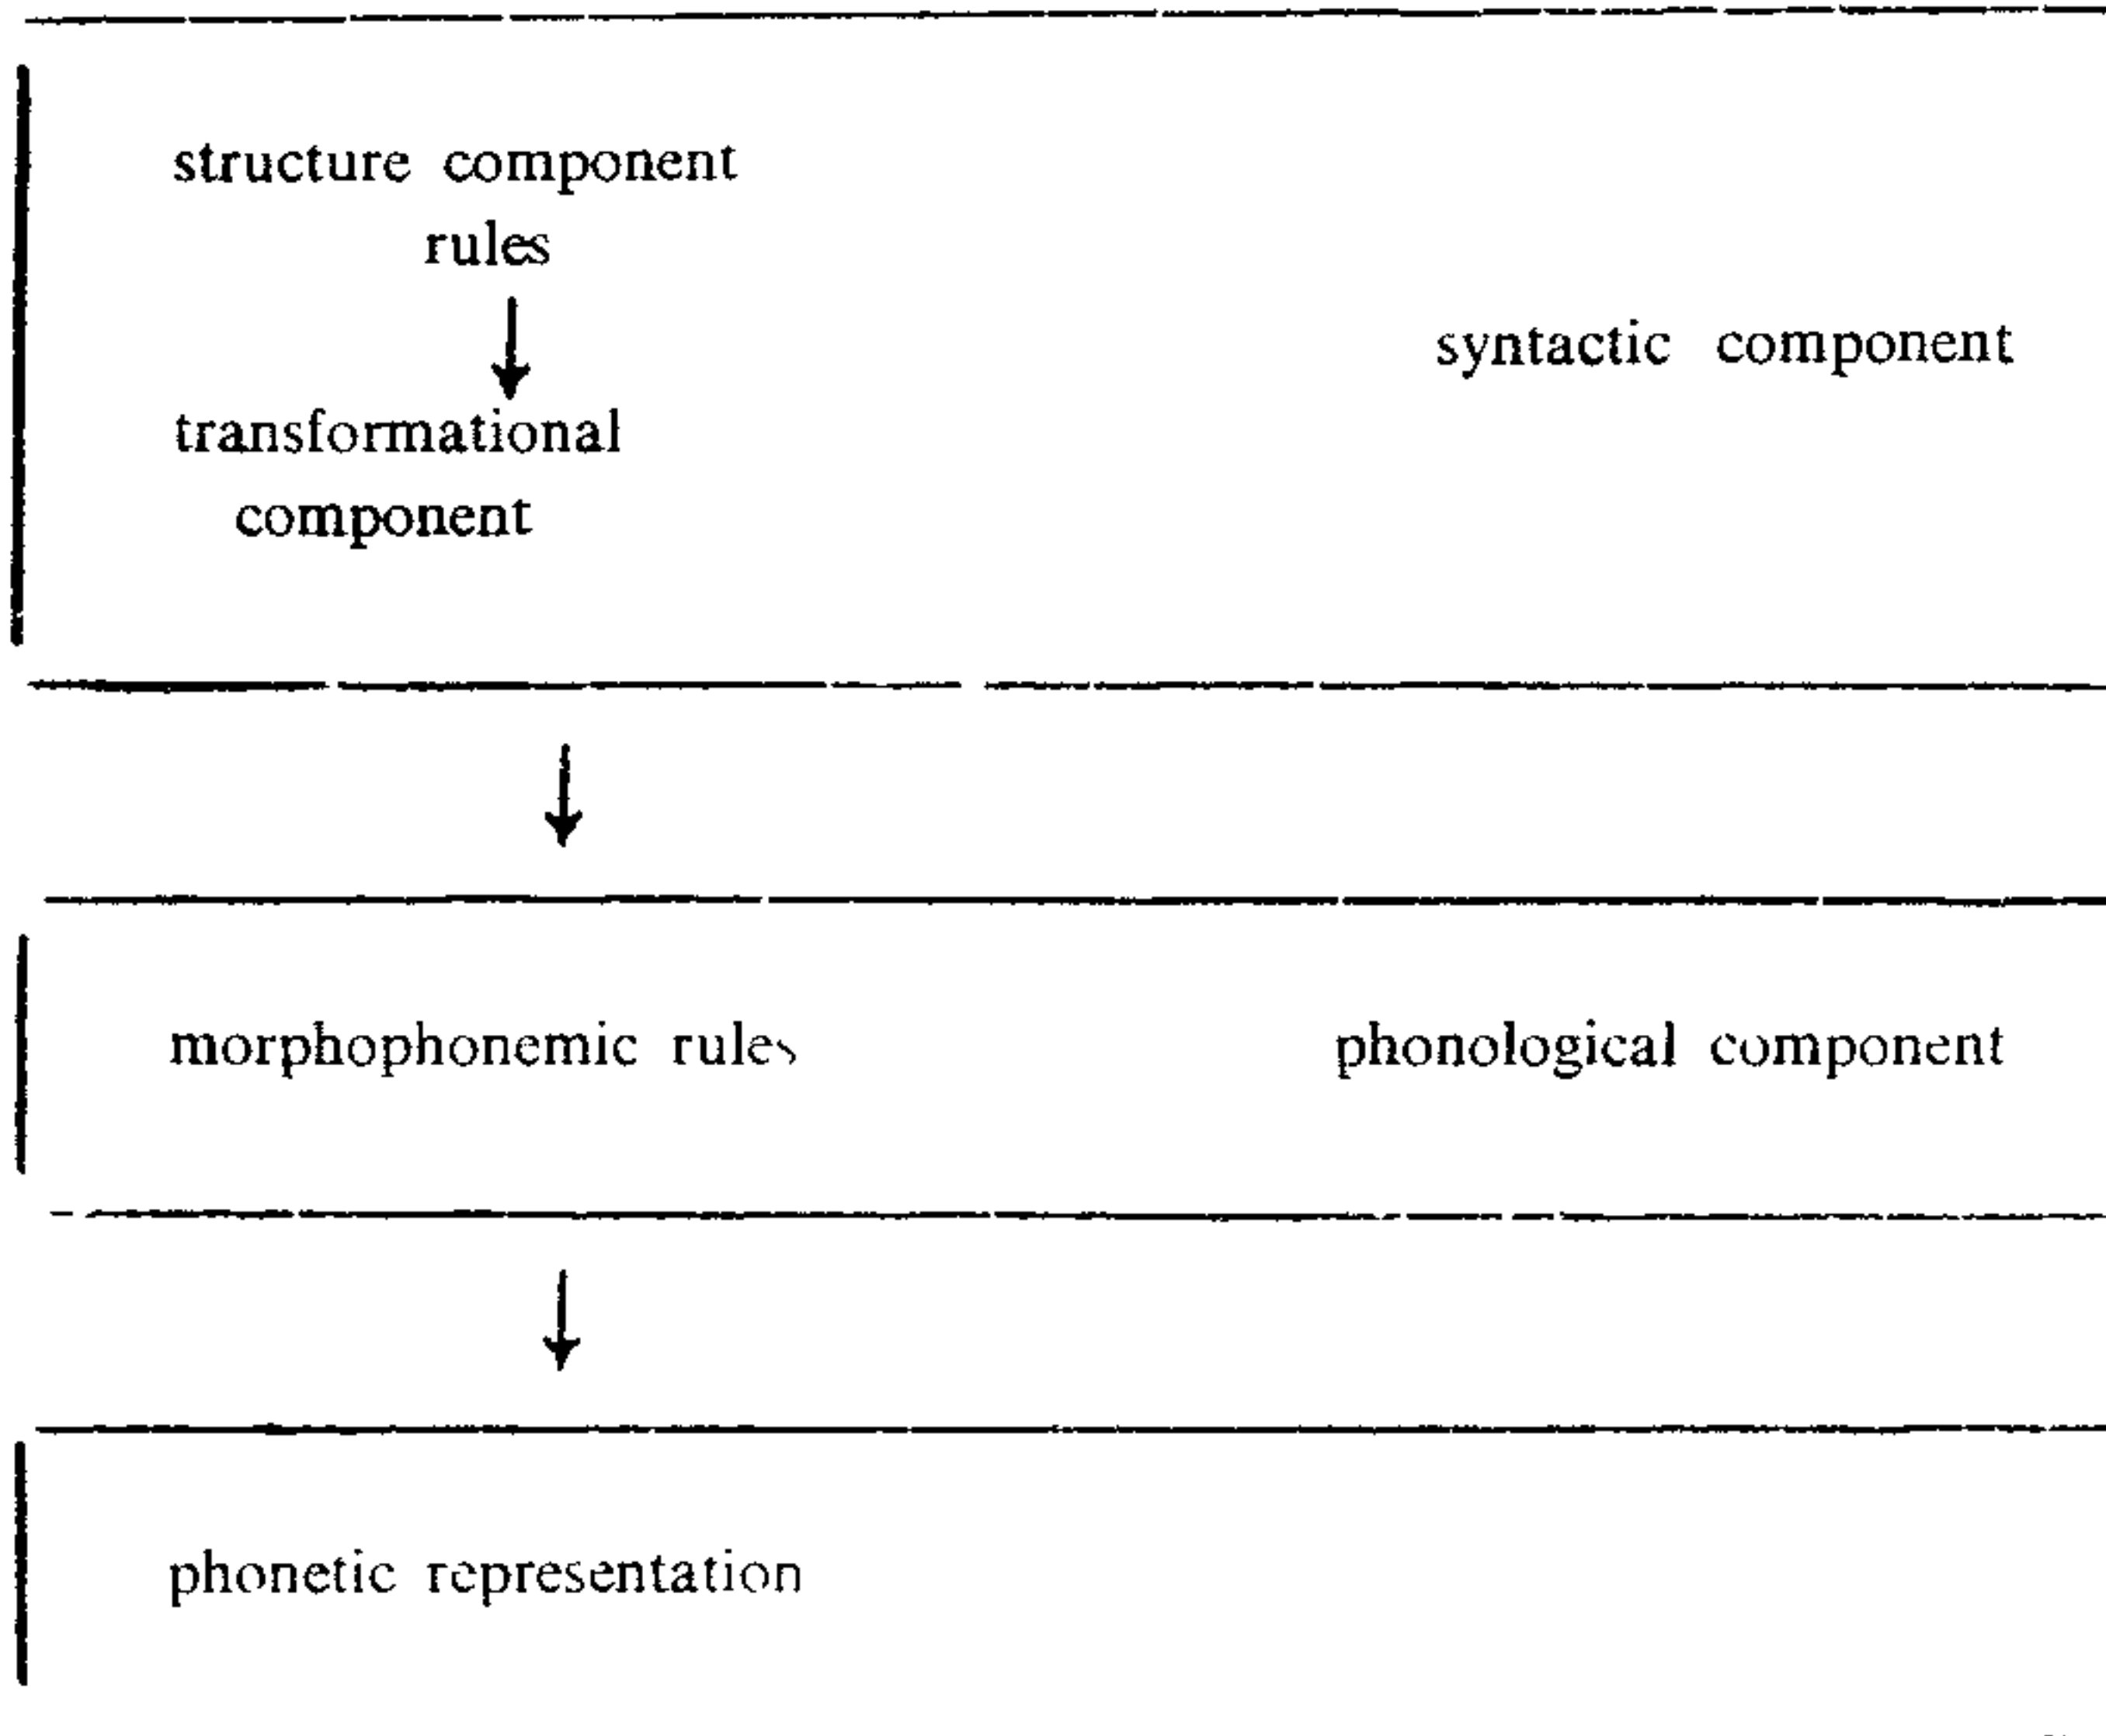 structure component
rules
syntactic component
transformational
component
morphophonemic rules phonological component
phonetic representation